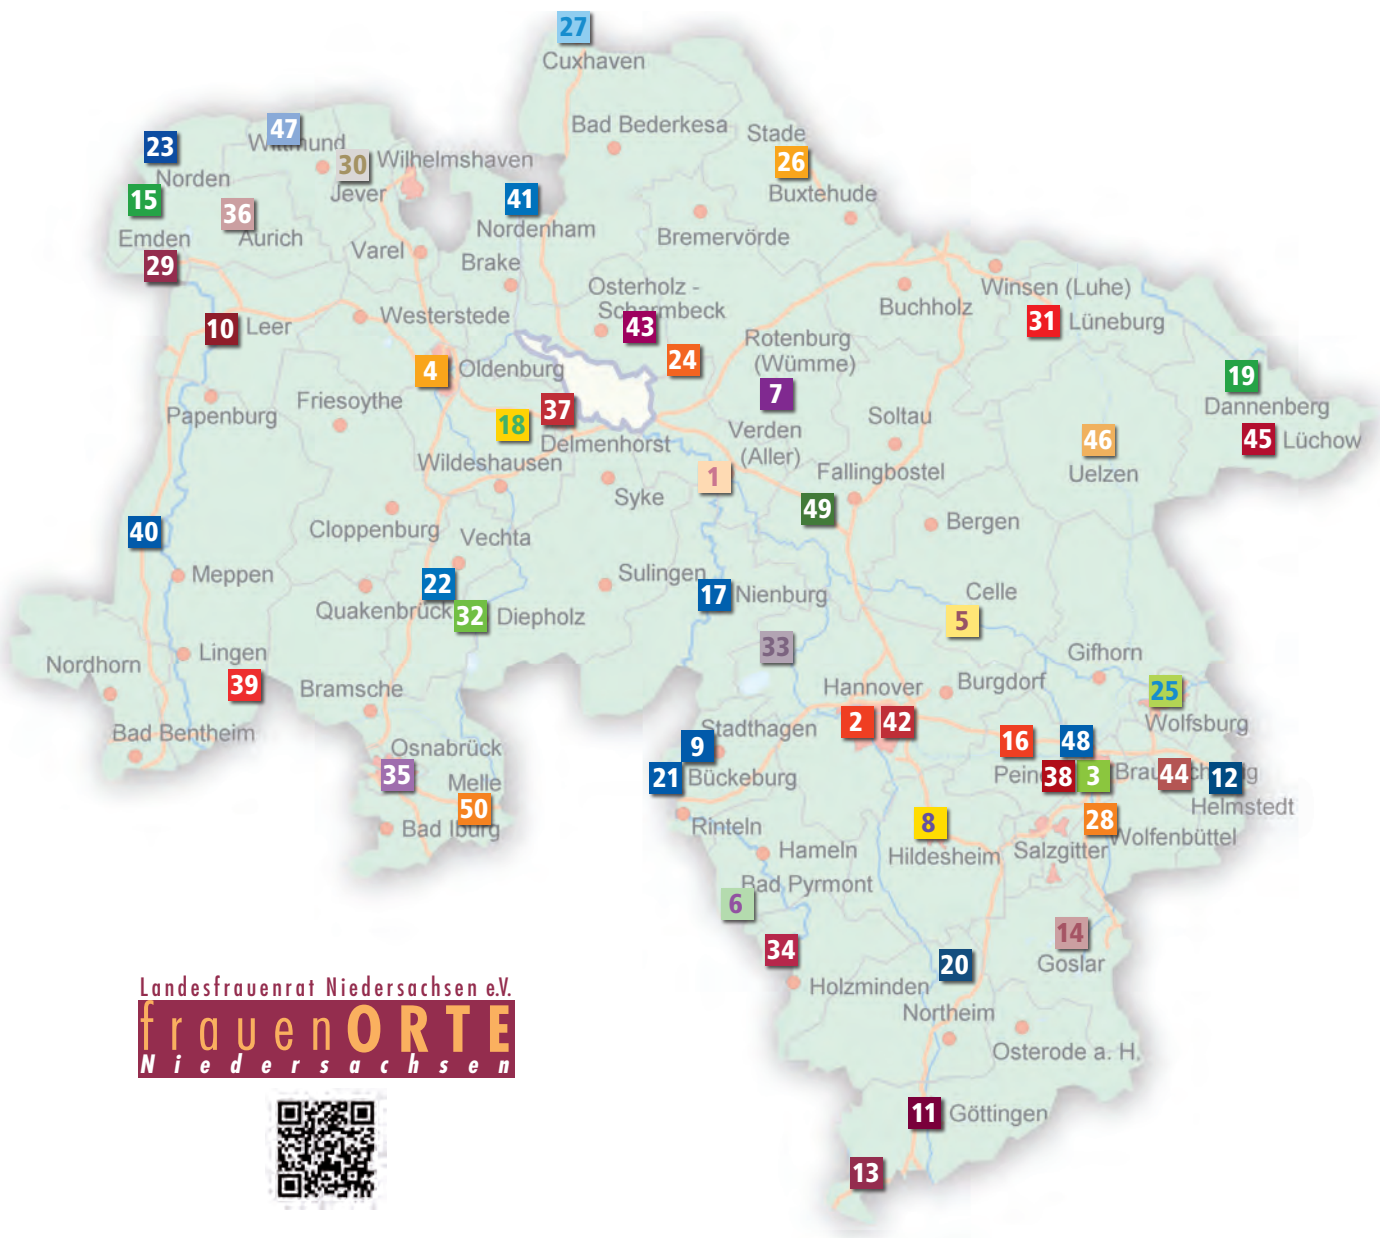 27
Cuxhaven
Bad Bederkesa
Stade
26
Buxtehude
47
Wittmund
23
30
Wilhelmshaven
Norden
Jever
15
41
36
Nordenham
Emden
Aurich
Bremervörde
29
Varel
Brake
Osterholz -
Scharmbeck
43
Winsen (Luhe)
Buchholz
31
Lüneburg
10
Leer
Westerstede
24
Rotenburg
(Wümme)
4
Oldenburg
7
19
Dannenberg
Papenburg
Friesoythe
18
37
Delmenhorst
Verden
(Aller)
Soltau
46
Uelzen
45
Lüchow
Wildeshausen
1
Fallingbostel
Syke
49
Cloppenburg
Vechta
Bergen
40
Meppen
22
Quakenbrück
32
Diepholz
Sulingen
17
Nienburg
Celle
5
33
Gifhorn
Nordhorn
Lingen
39
Bramsche
Hannover
Burgdorf
25
Wolfsburg
Bad Bentheim
Stadthagen
2
42
16
48
Osnabrück
9
35
Melle
21
Bückeburg
Peine
38
3
Braunschweig
44
12
Helmstedt
50
Bad Iburg
Rinteln
8
28
Wolfenbüttel
Hameln
Hildesheim
Salzgitter
Bad Pyrmont
6
14
Goslar
34
20
Holzminden
Northeim
Osterode a. H.
11
Göttingen
13
Landesfrauenrat Niedersachsen e.V.
frauenORTE
Niedersachsen